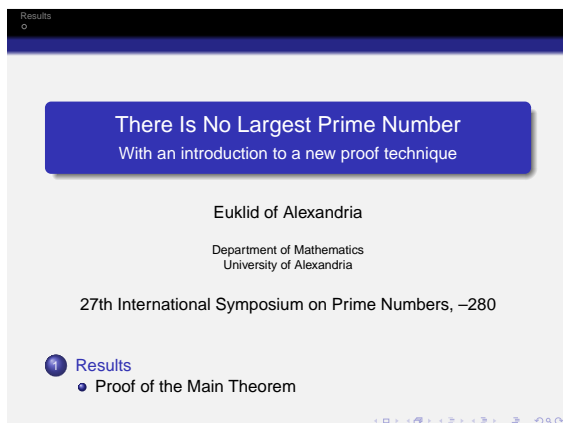 Results
There Is No Largest Prime Number
With an introduction to a new proof technique
Euklid of Alexandria
Department of Mathematics
University of Alexandria
27th International Symposium on Prime Numbers, –280
1 Results
Proof of the Main Theorem